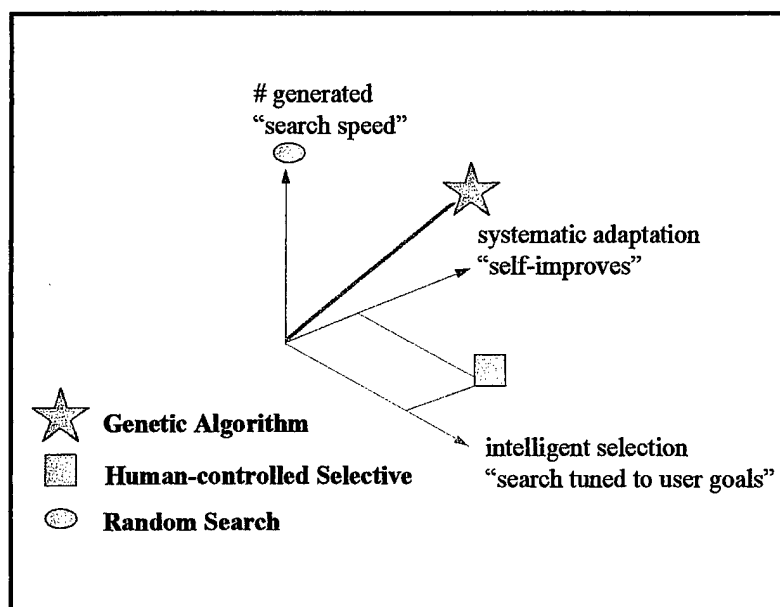 # generated
“search speed”
systematic adaptation
“self-improves”
intelligent selection
“search tuned to user goals”
Genetic Algorithm
Human-controlled Selective
Random Search